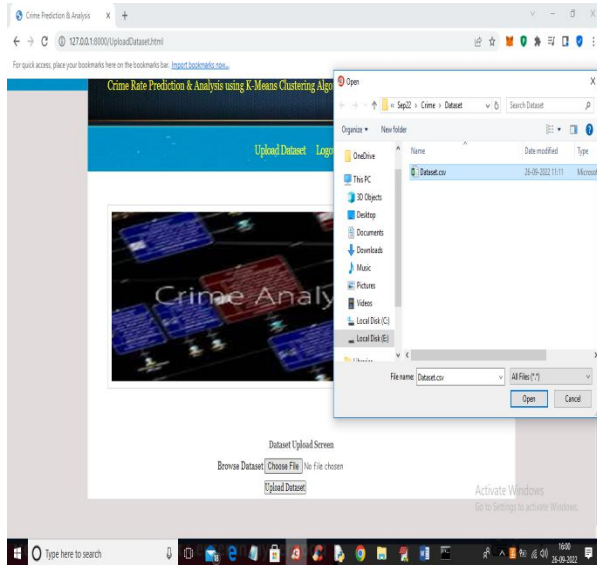 Crime Prediction & Analysis
127.0.0.1:8000/UploadDataset.html
For quick access, place your bookmarks here on the bookmarks bar. Import bookmarks now...
Crime Rate Prediction & Analysis using K-Means Clustering Algo
Upload Dataset Logo
Crime Analy
Dataset Upload Screen
Browse Dataset Choose File No file chosen
Upload Dataset
Open
« Sep22 › Crime › Dataset
Search Dataset
Organize New folder
Name Date modified Type
Dataset.csv 26-09-2022 11:11 Microsof
OneDrive
This PC
3D Objects
Desktop
Documents
Downloads
Music
Pictures
Videos
Local Disk (C:)
Local Disk (E:)
Libraries
File name: Dataset.csv
All Files (*.*)
Open Cancel
Activate Windows
Go to Settings to activate Windows.
Type here to search
16:00
26-09-2022